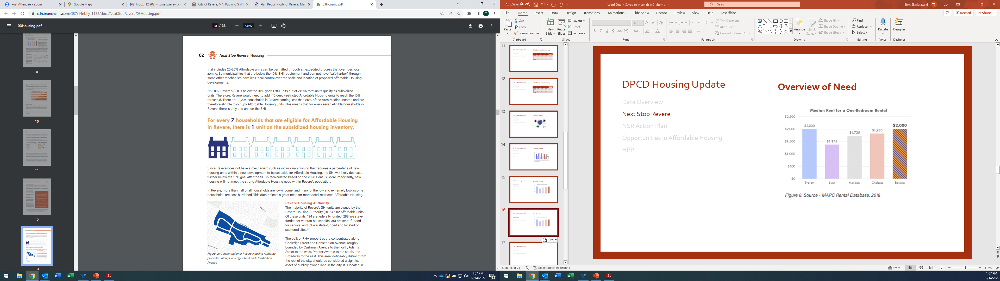 Post Attendee - Zoom
Google Maps
Inbox (12,902) - tomskwierawski@
City of Revere, MA, Public GIS We
Plan Report - City of Revere, Mas
03Housing.pdf
cdn.branchcms.com/GB7r14nbKy-1182/docs/NextStopRevere/03Housing.pdf
T
03Housing.pdf
13 / 38
98%
9
10
11
12
13
62
Next Stop Revere: Housing
that includes 20-25% Affordable units can be permitted through an expedited process that overrides local
zoning. So municipalities that are below the 10% SHI requirement and don not have "safe harbor" through
some other mechanism have less local control over the scale and location of proposed Affordable Housing
developments.
At 8.11%, Revere's SHI is below the 10% goal: 1,780 units out of 21,956 total units qualify as subsidized
units. Therefore, Revere would need to add 416 deed-restricted Affordable Housing units to reach the 10%
threshold. There are 12,205 households in Revere earning less than 80% of the Area Median Income and are
therefore eligible to occupy Affordable Housing units. This means that for every seven eligible households in
Revere, there is only one unit on the SHI.
For every 7 households that are eligible for Affordable Housing
in Revere, there is 1 unit on the subsidized housing inventory.
Since Revere does not have a mechanism such as inclusionary zoning that requires a percentage of new
housing units within a new development to be set aside for Affordable Housing, the SHI will likely decrease
further below the 10% goal after the SHI is recalculated based on the 2020 Census. More importantly, new
housing will not meet the strong Affordable Housing need within Revere's population.
In Revere, more than half of all households are low-income, and many of the low and extremely low-income
households are cost-burdened. This data reflects a great need for more deed-restricted Affordable Housing.
Figure 12: Concentration of Revere Housing Authority
properties along Cooledge Street and Constitution
Avenue
Revere Housing Authority
The majority of Revere's SHI units are owned by the
Revere Housing Authority (RHA): 902 Affordable units.
Of these units, 194 are federally funded, 288 are state-
funded for veteran households, 351 are state-funded
for seniors, and 69 are state-funded and located on
scattered sites.12
The bulk of RHA properties are concentrated along
Cooledge Street and Constitution Avenue, roughly
bounded by Cushman Avenue to the north, Adams
Street to the west, Proctor Avenue to the south, and
Broadway to the east. This area, noticeably distinct from
the rest of the city, should be considered a significant
asset of publicly owned land in the city. It is located in
1:07 PM
12/14/2022
23
AutoSave Off
Ward One • Saved to \\cor-th-fs01\home
Search
Tom Skwierawski
TS
File
Home
Insert
Draw
Design
Transitions
Animations
Slide Show
Record
Review
View
Help
Laserfiche
Record
Share
Paste
Cut
Copy
Format Painter
Clipboard
New
Slide
Reuse
Slides
Layout
Reset
Section
Slides
26
Font
Text Direction
Align Text
Convert to SmartArt
Paragraph
Arrange
Quick
Styles
Shape Fill
Shape Outline
Shape Effects
Drawing
Find
Replace
Select
Editing
Dictate
Voice
Designer
Designer
11
12
13
14
15
16
17
(Ctrl)
DPCD Housing Update
Data Overview
Next Stop Revere
NSR Action Plan
Opportunities in Affordable Housing
HPP
Overview of Need
Median Rent for a One-Bedroom Rental
$2,500
$2,000
$1,500
$1,000
$500
$0
$2,000
$1,375
$1,725
$1,820
$2,000
Everett
Lynn
Malden
Chelsea
Revere
Figure 8: Source - MAPC Rental Database, 2018
Slide 16 of 25
Accessibility: Investigate
Notes
114%
1:07 PM
12/14/2022